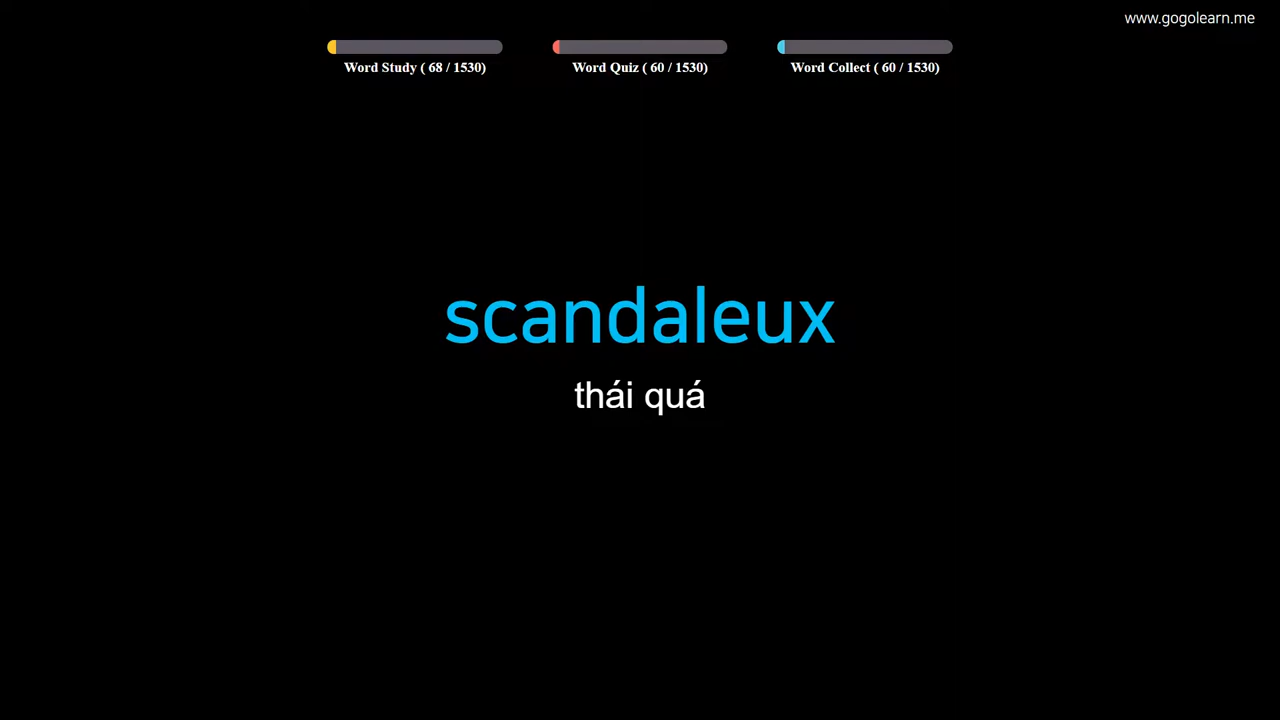 www.gogolearn.me
Word Study ( 68 / 1530)
Word Quiz ( 60 / 1530)
Word Collect ( 60 / 1530)
scandaleux
thái quá